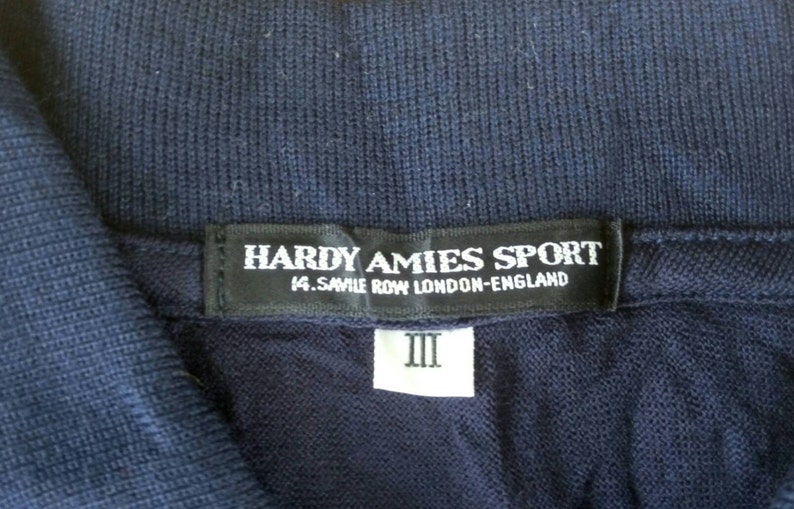 HARDY AMIES SPORT
14.SAVILE ROW LONDON-ENGLAND
III